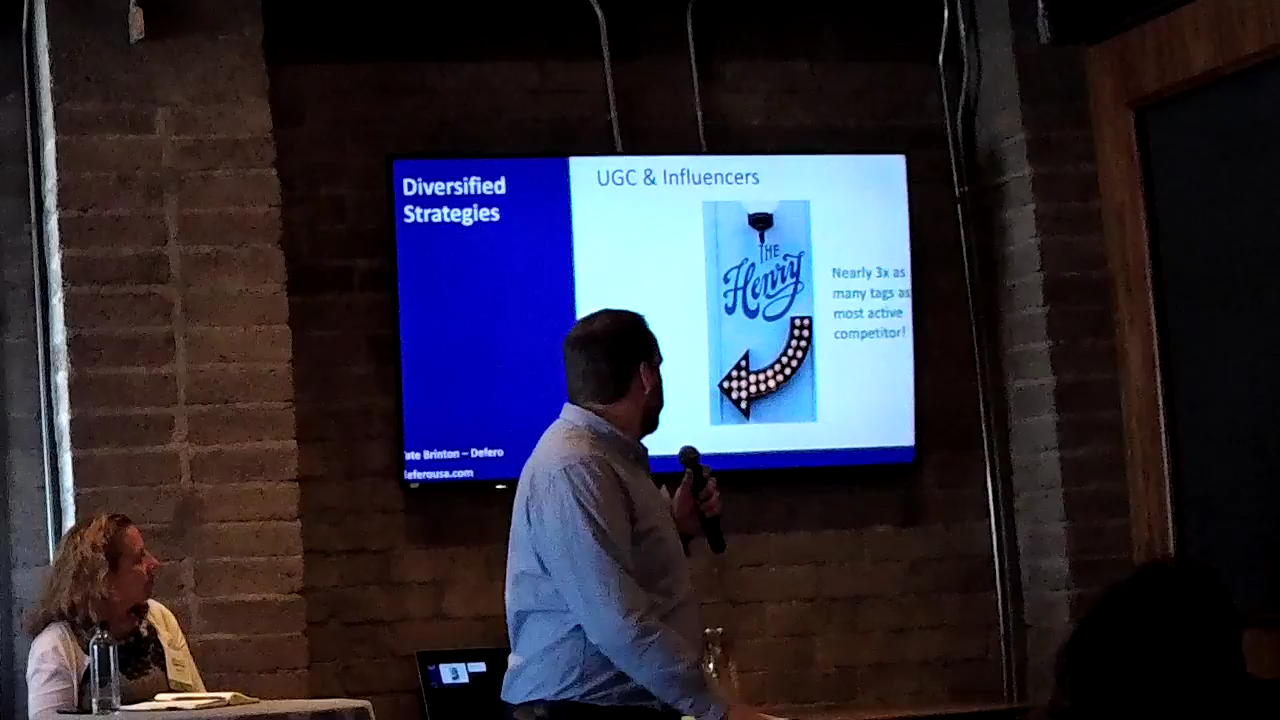 Diversified
Strategies
UGC & Influencers
THE
Henry
Nearly 3x as
many tags as
most active
competitor!
ate Brinton – Defero
deferousa.com